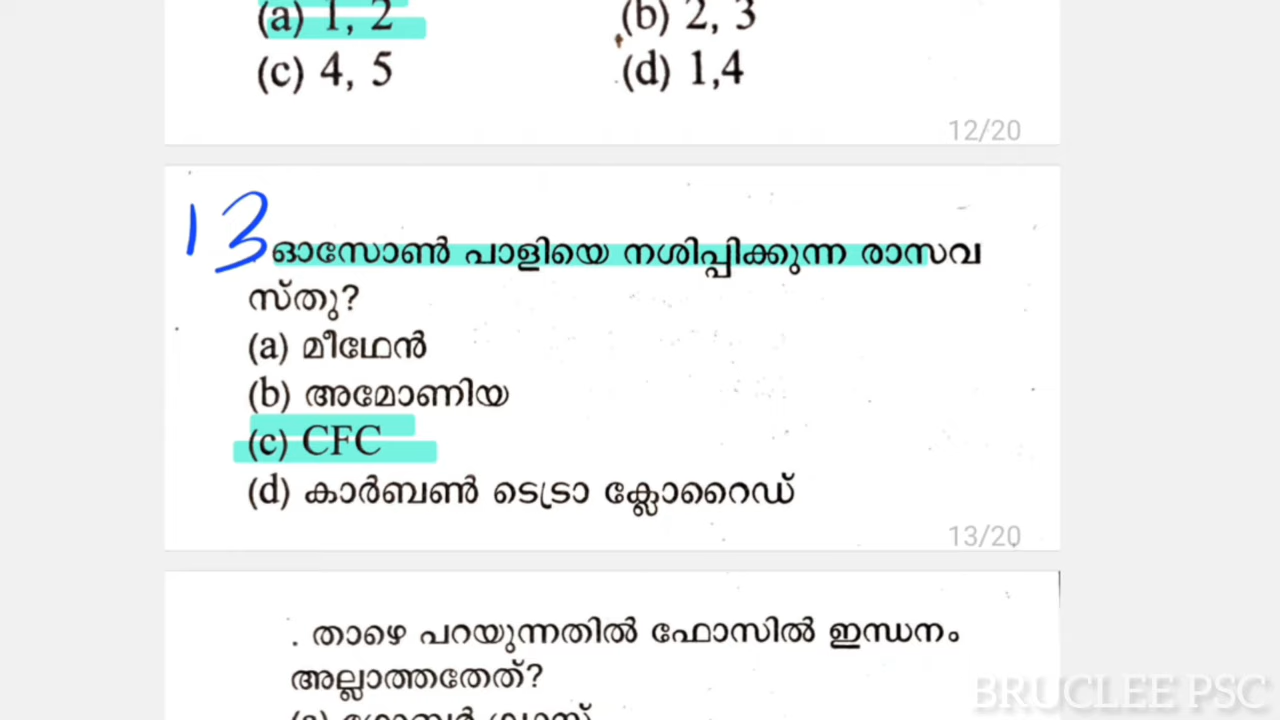 (a) 1, 2 (b) 2, 3
(c) 4, 5 (d) 1,4
12/20
13 ഓസോൺ പാളിയെ നശിപ്പിക്കുന്ന രാസവ
സ്തു?
(a) മീഥേൻ
(b) അമോണിയ
(c) CFC
(d) കാർബൺ ടെട്രാ ക്ലോറൈഡ്
13/20
. താഴെ പറയുന്നതിൽ ഫോസിൽ ഇന്ധനം
അല്ലാത്തതേത്?
BRUCLEE PSC